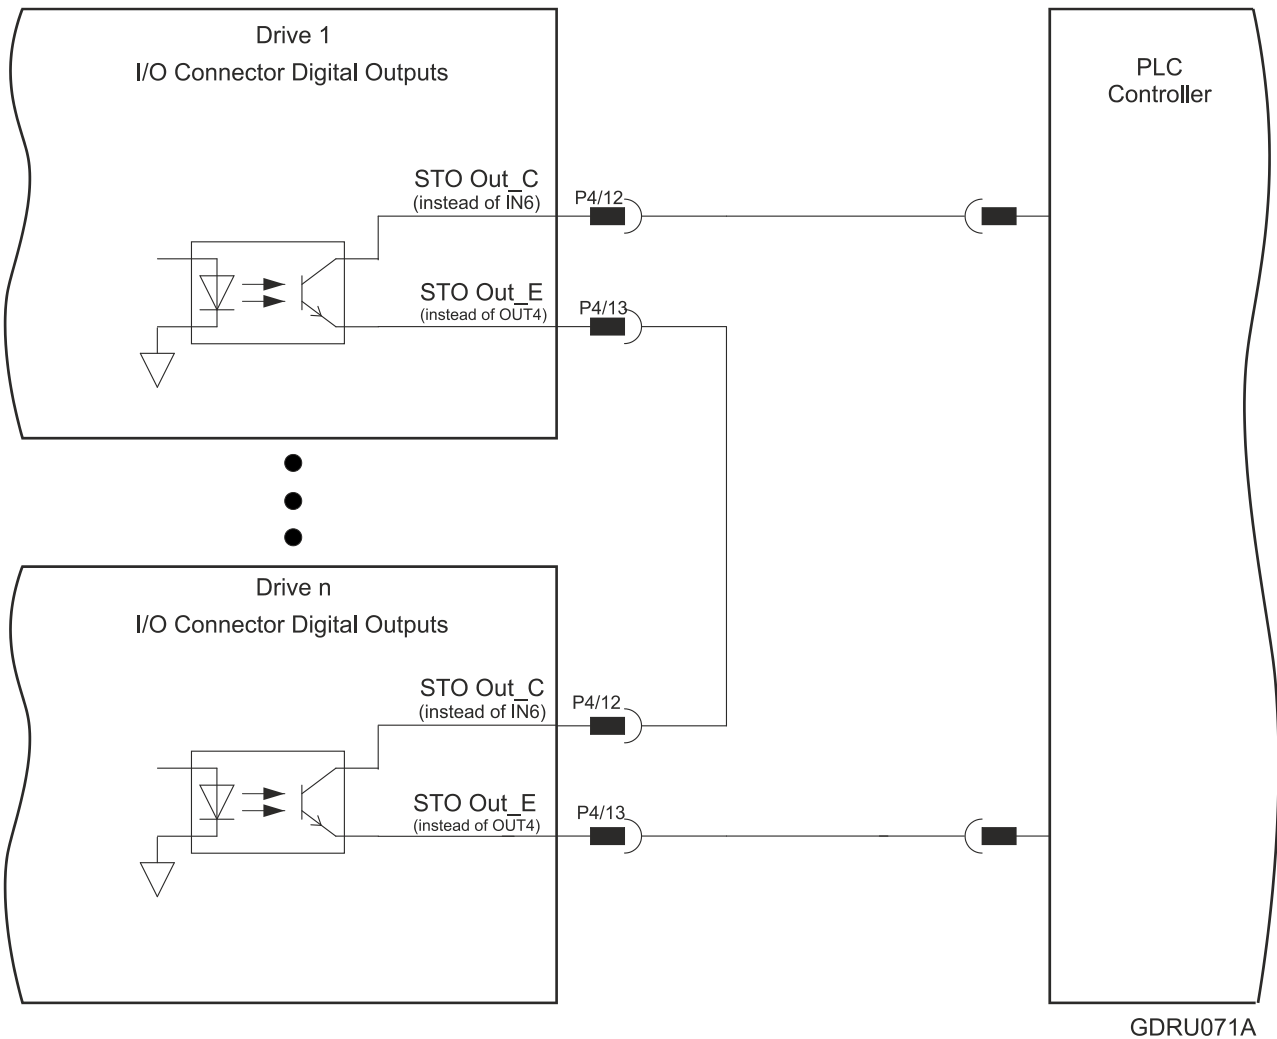 Drive 1
I/O Connector Digital Outputs
PLC
Controller
STO Out_C
(instead of IN6)
P4/12
STO Out_E
(instead of OUT4)
P4/13
Drive n
I/O Connector Digital Outputs
STO Out_C
(instead of IN6)
P4/12
STO Out_E
(instead of OUT4)
P4/13
GDRU071A